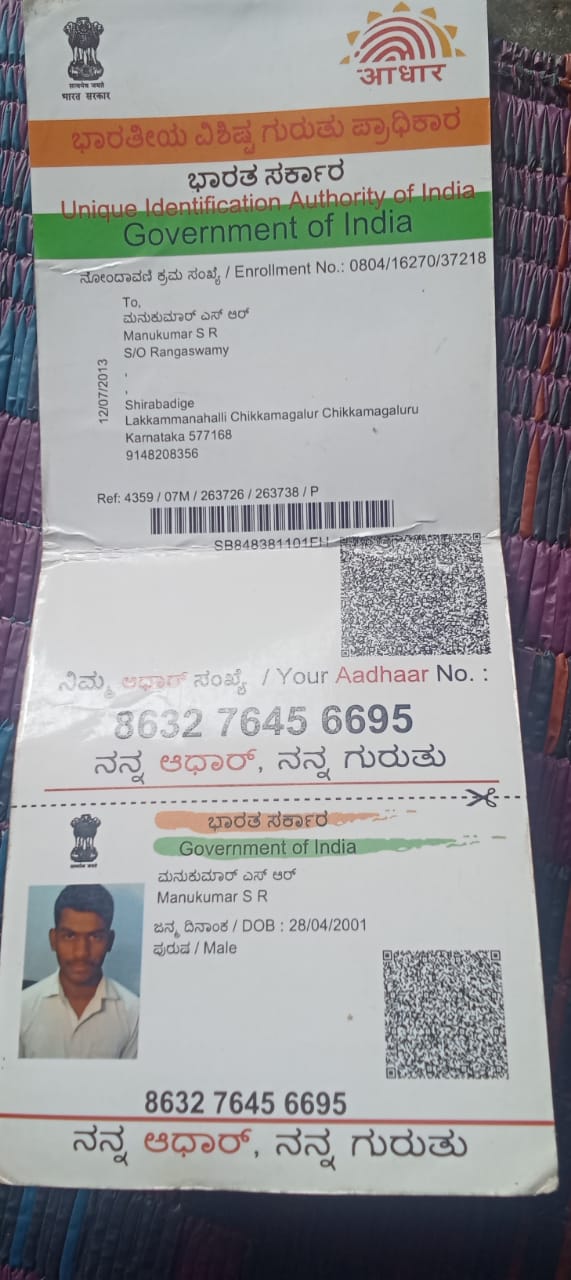 सत्यमेव जयते
भारत सरकार
आधार
ಭಾರತೀಯ ವಿಶಿಷ್ಟ ಗುರುತು ಪ್ರಾಧಿಕಾರ
ಭಾರತ ಸರ್ಕಾರ
Unique Identification Authority of India
Government of India
ನೋಂದಾವಣಿ ಕ್ರಮ ಸಂಖ್ಯೆ / Enrollment No.: 0804/16270/37218
12/07/2013
To,
ಮನುಕುಮಾರ್ ಎಸ್ ಆರ್
Manukumar S R
S/O Rangaswamy
,
,
Shirabadige
Lakkammanahalli Chikkamagalur Chikkamagaluru
Karnataka 577168
9148208356
Ref: 4359 / 07M / 263726 / 263738 / P
ನಿಮ್ಮ ಆಧಾರ್ ಸಂಖ್ಯೆ / Your Aadhaar No. :
8632 7645 6695
ನನ್ನ ಆಧಾರ್, ನನ್ನ ಗುರುತು
ಭಾರತ ಸರ್ಕಾರ
Government of India
ಮನುಕುಮಾರ್ ಎಸ್ ಆರ್
Manukumar S R
ಜನ್ಮ ದಿನಾಂಕ / DOB : 28/04/2001
ಪುರುಷ / Male
8632 7645 6695
ನನ್ನ ಆಧಾರ್, ನನ್ನ ಗುರುತು